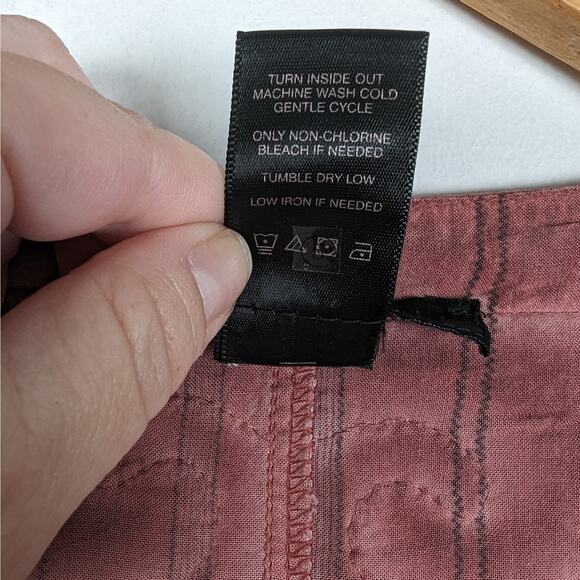 TURN INSIDE OUT
MACHINE WASH COLD
GENTLE CYCLE
ONLY NON-CHLORINE
BLEACH IF NEEDED
TUMBLE DRY LOW
LOW IRON IF NEEDED